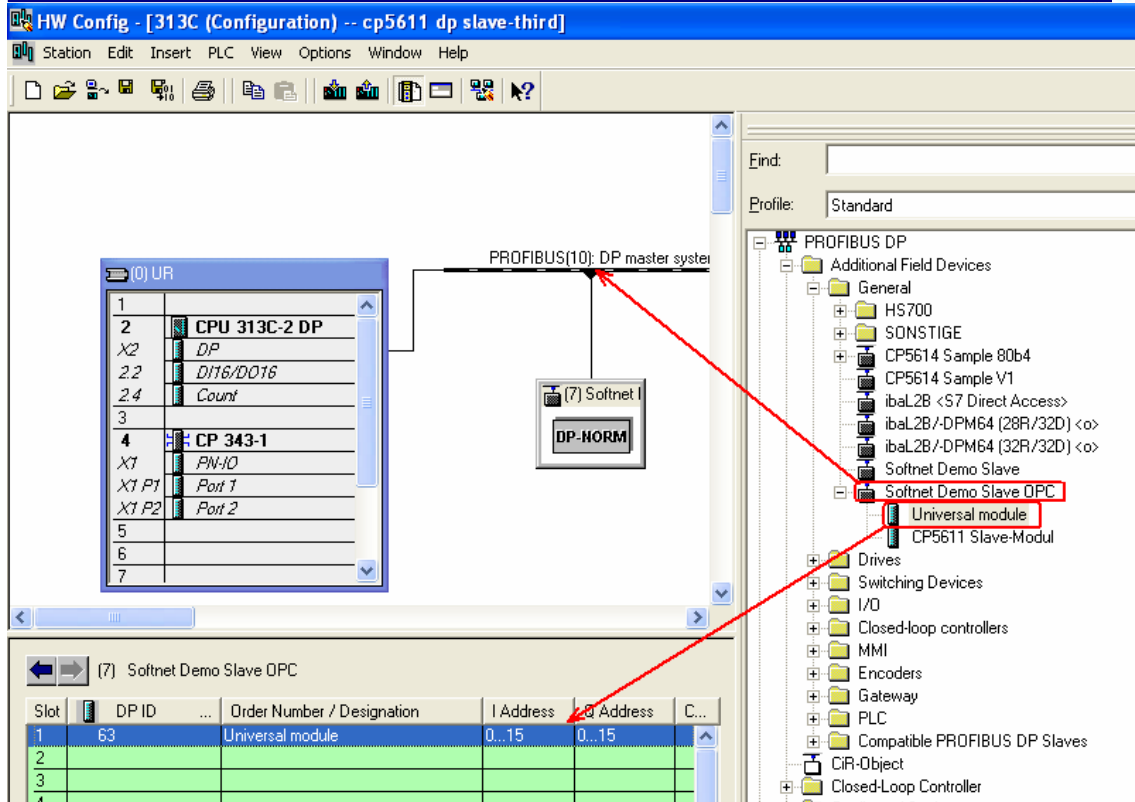 HW Config - [313C (Configuration) -- cp5611 dp slave-third]
Station Edit Insert PLC View Options Window Help
Find:
Profile: Standard
PROFIBUS(10): DP master syster
(0) UR
1
2 CPU 313C-2 DP
X2 DP
2.2 DI16/DO16
2.4 Count
3
4 CP 343-1
X1 PN-IO
X1 P1 Port 1
X1 P2 Port 2
5
6
7
(7) Softnet
DP-NORM
PROFIBUS DP
Additional Field Devices
General
HS700
SONSTIGE
CP5614 Sample 80b4
CP5614 Sample V1
ibaL2B <S7 Direct Access>
ibaL2B/-DPM64 (28R/32D) <o>
ibaL2B/-DPM64 (32R/32D) <o>
Softnet Demo Slave
Softnet Demo Slave OPC
Universal module
CP5611 Slave-Modul
Drives
Switching Devices
I/O
Closed-loop controllers
MMI
Encoders
Gateway
PLC
Compatible PROFIBUS DP Slaves
CiR-Object
Closed-Loop Controller
(7) Softnet Demo Slave OPC
Slot DP ID ... Order Number / Designation I Address Q Address C...
1 63 Universal module 0...15 0...15
2
3